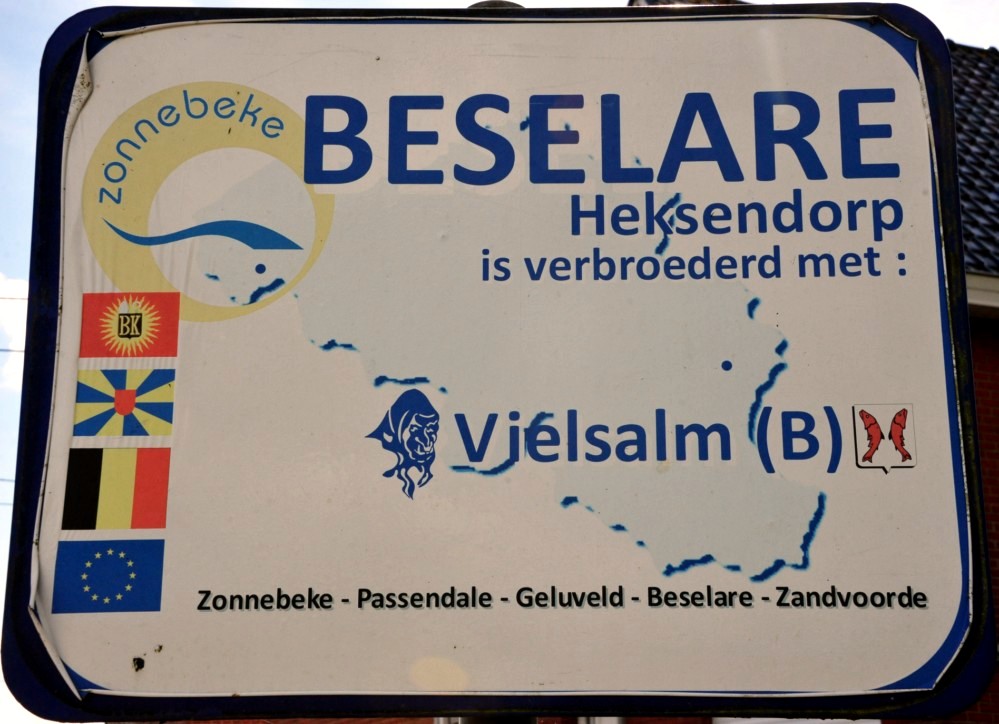 zonnebeke
BESELARE
Heksendorp
is verbroederd met :
BK
Vielsalm (B)
Zonnebeke - Passendale - Geluveld - Beselare - Zandvoorde